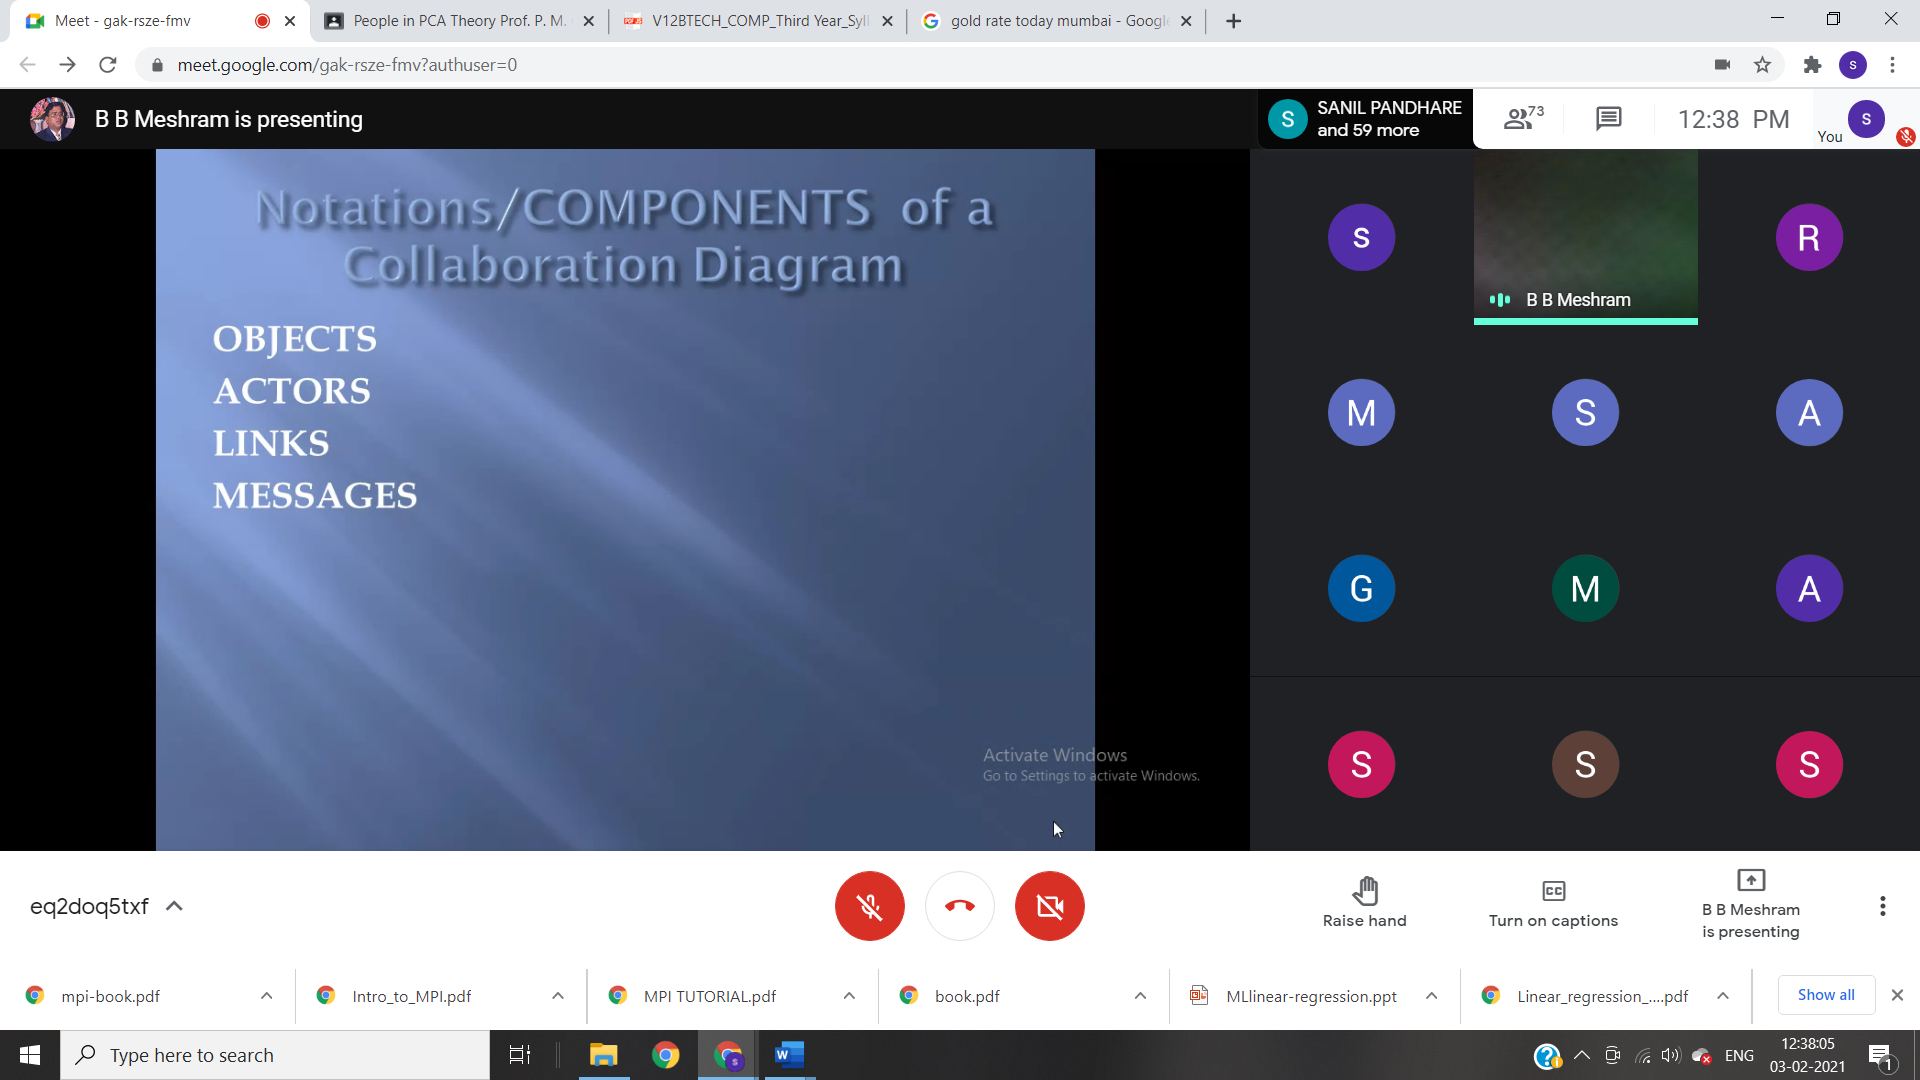 Meet - gak-rsze-fmv
People in PCA Theory Prof. P. M.
V12BTECH_COMP_Third Year_Syll
gold rate today mumbai - Google
meet.google.com/gak-rsze-fmv?authuser=0
s
B B Meshram is presenting
S
SANIL PANDHARE
and 59 more
73
12:38 PM
You
s
Notations/COMPONENTS of a
Collaboration Diagram
OBJECTS
ACTORS
LINKS
MESSAGES
s
B B Meshram
R
M
S
A
G
M
A
S
S
S
Activate Windows
Go to Settings to activate Windows.
eq2doq5txf
Raise hand
Turn on captions
B B Meshram
is presenting
mpi-book.pdf
Intro_to_MPI.pdf
MPI TUTORIAL.pdf
book.pdf
MLlinear-regression.ppt
Linear_regression_....pdf
Show all
Type here to search
ENG
12:38:05
03-02-2021
1